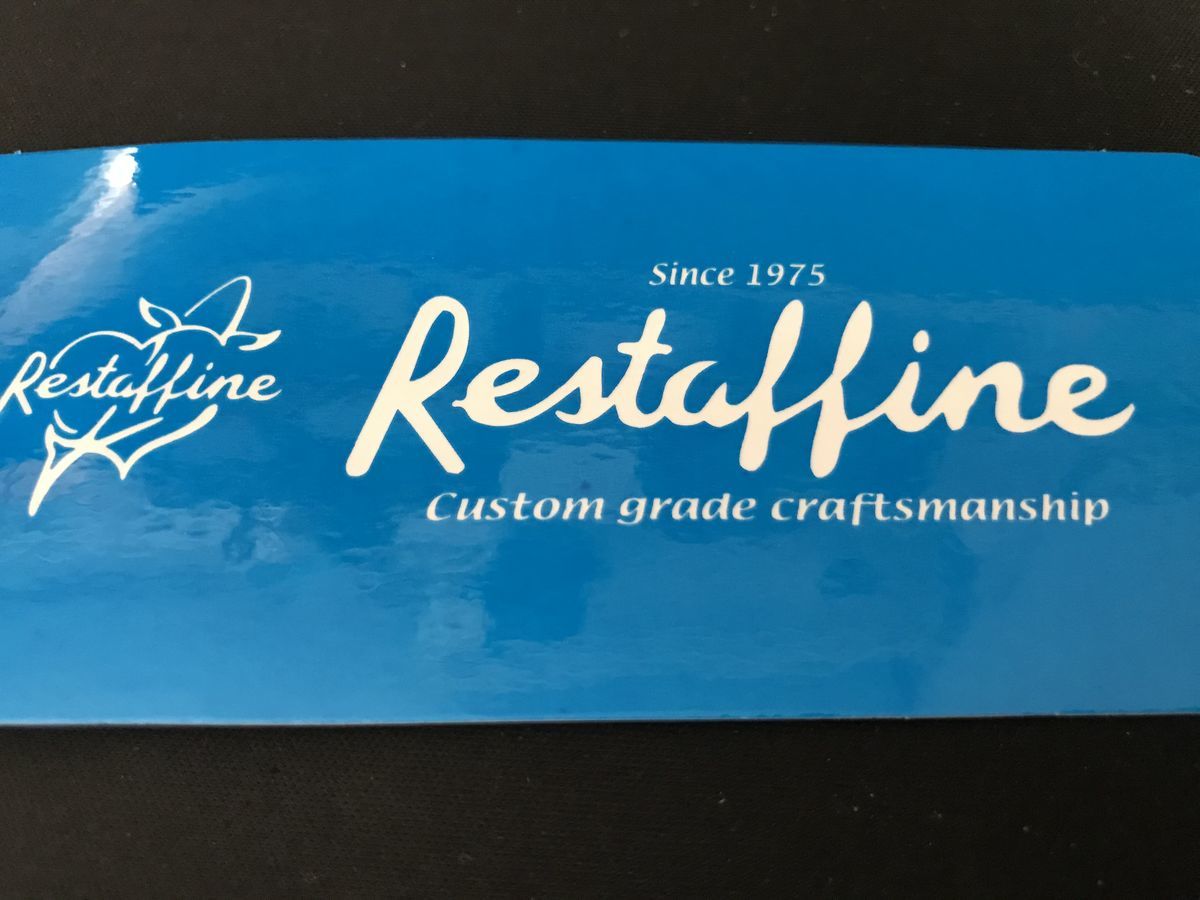 Restaffine
Since 1975
Restaffine
Custom grade craftsmanship